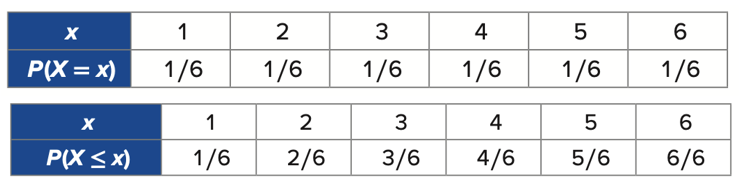 x 1 2 3 4 5 6
P(X = x) 1/6 1/6 1/6 1/6 1/6 1/6
x 1 2 3 4 5 6
P(X ≤ x) 1/6 2/6 3/6 4/6 5/6 6/6